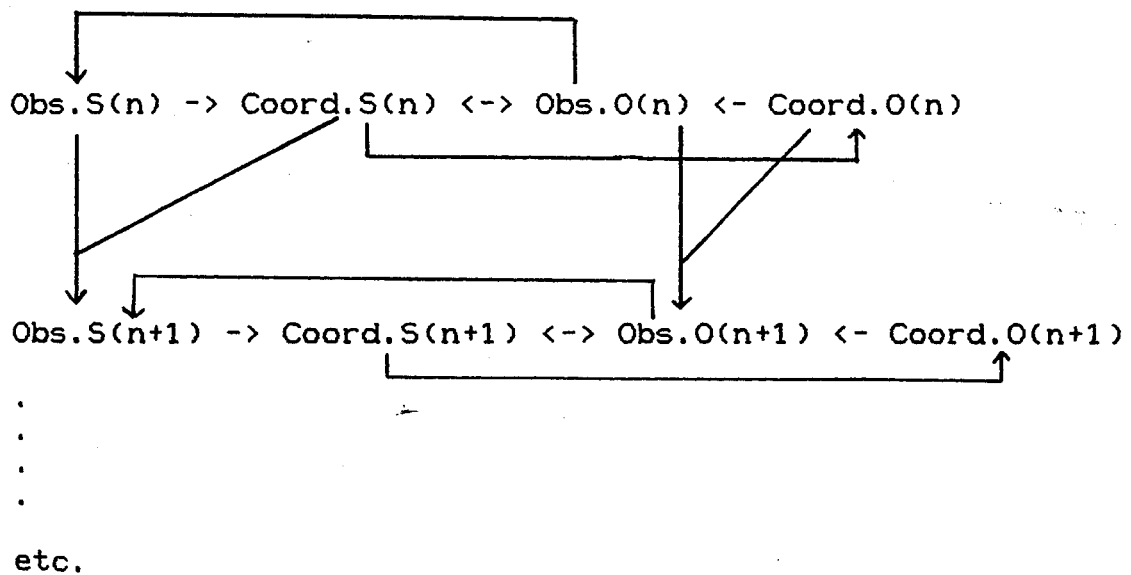 Obs.S(n) -> Coord.S(n) <-> Obs.O(n) <- Coord.O(n)
Obs.S(n+1) -> Coord.S(n+1) <-> Obs.O(n+1) <- Coord.O(n+1)
.
.
.
.
etc.